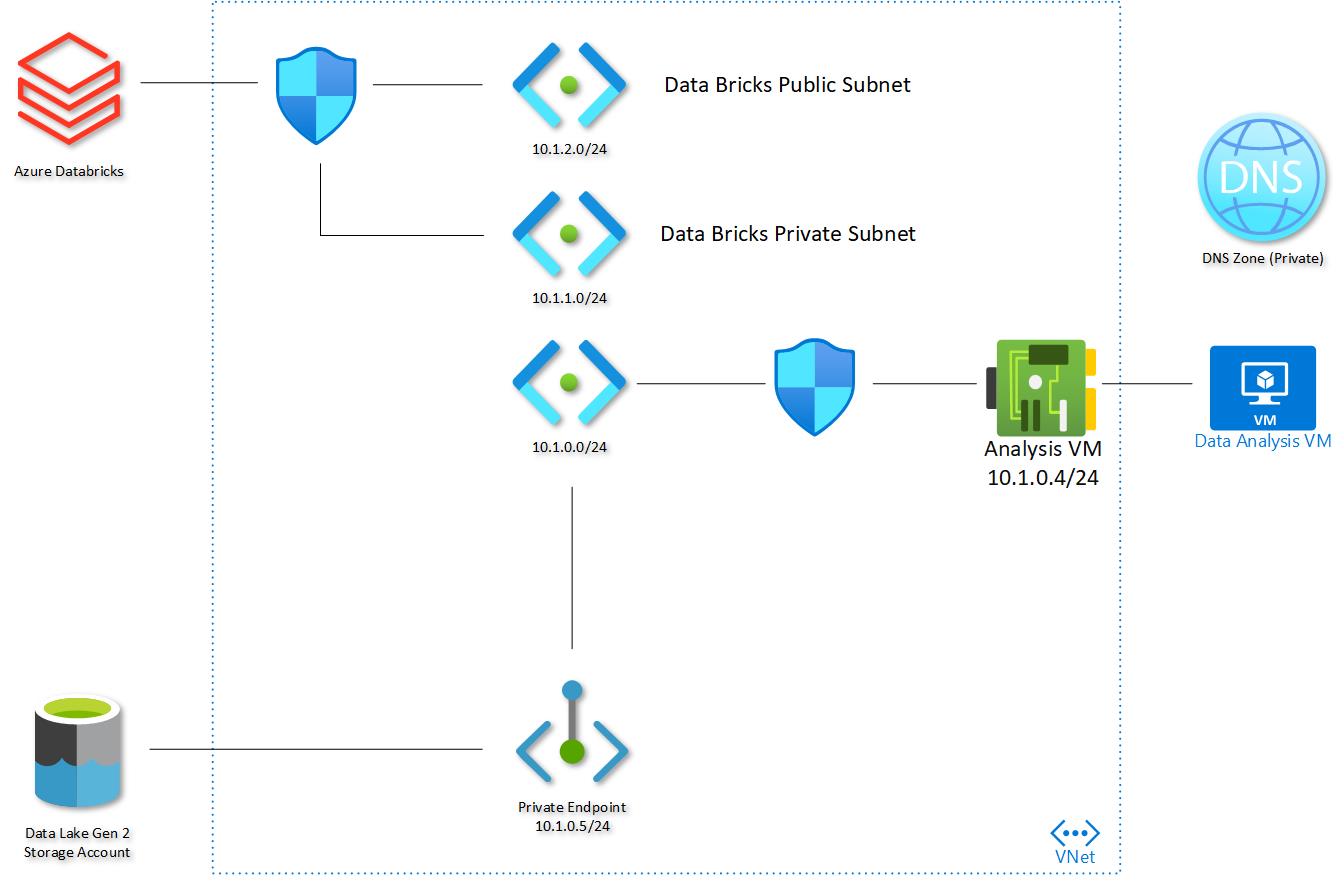 Data Bricks Public Subnet
10.1.2.0/24
Azure Databricks
DNS
Data Bricks Private Subnet
DNS Zone (Private)
10.1.1.0/24
VM
Data Analysis VM
10.1.0.0/24
Analysis VM
10.1.0.4/24
Private Endpoint
10.1.0.5/24
Data Lake Gen 2
Storage Account
VNet